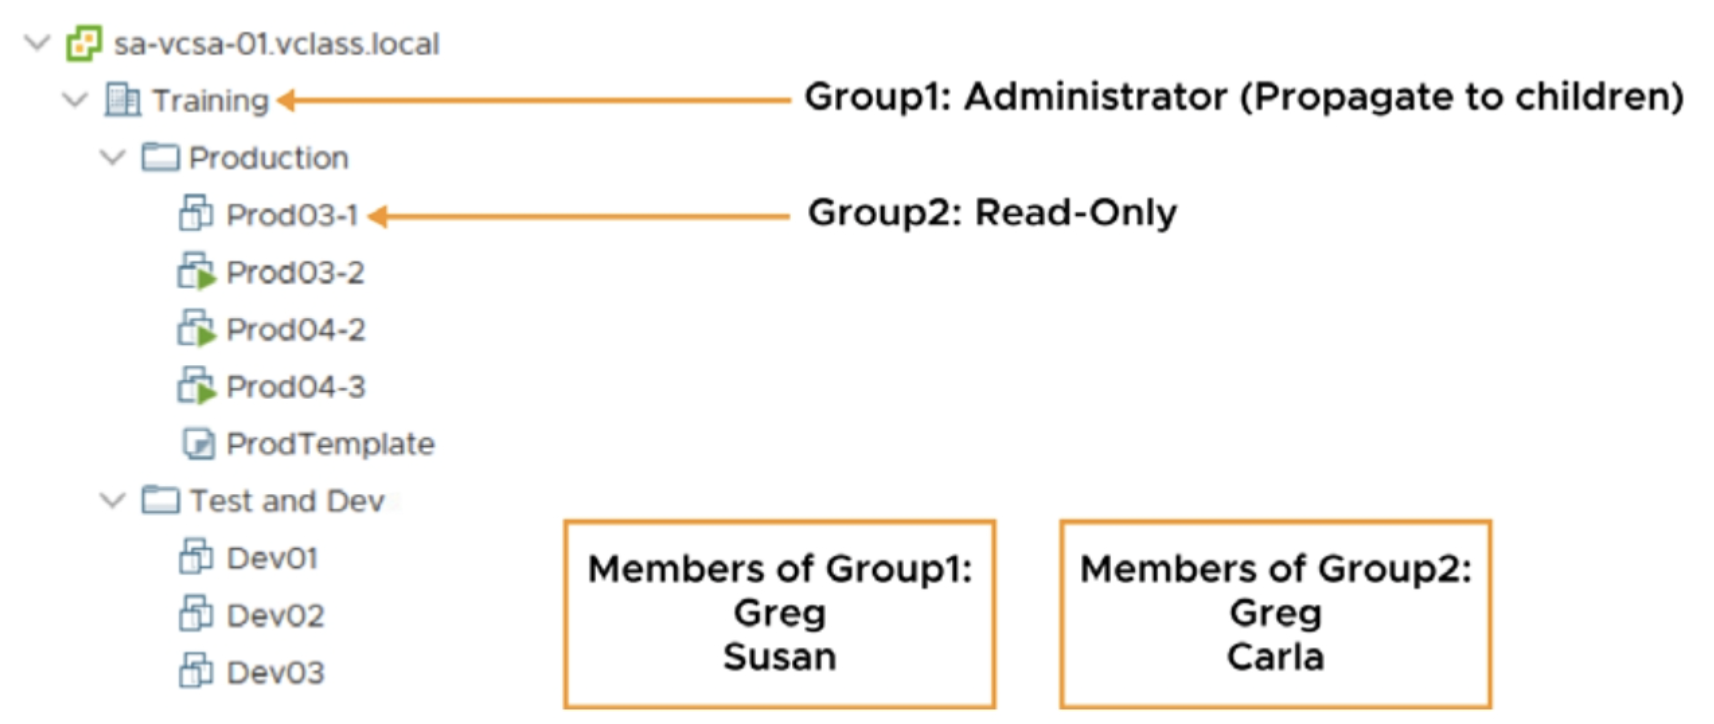 sa-vcsa-01.vclass.local
Training
Group1: Administrator (Propagate to children)
Production
Prod03-1
Group2: Read-Only
Prod03-2
Prod04-2
Prod04-3
ProdTemplate
Test and Dev
Dev01
Dev02
Dev03
Members of Group1:
Greg
Susan
Members of Group2:
Greg
Carla